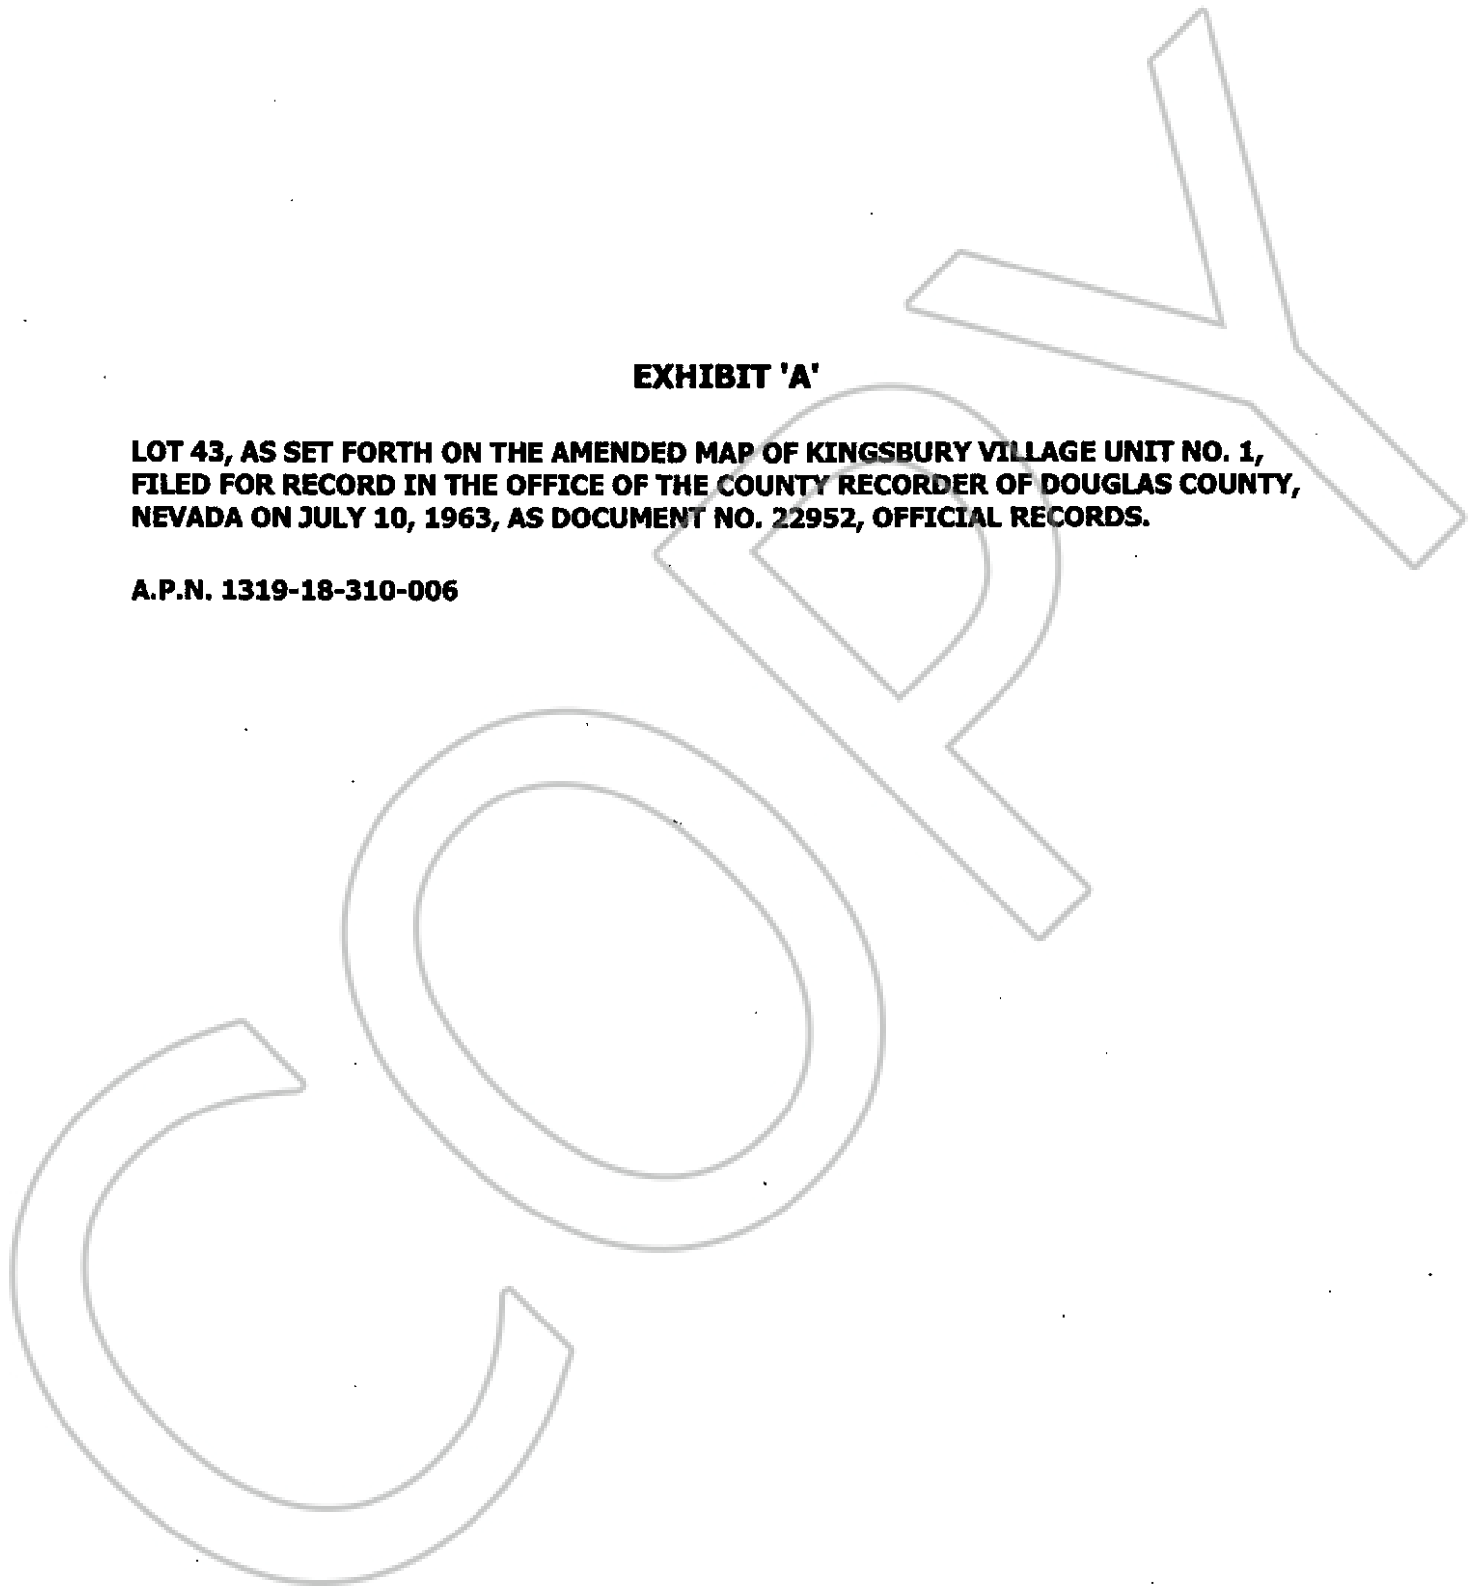 EXHIBIT 'A'
LOT 43, AS SET FORTH ON THE AMENDED MAP OF KINGSBURY VILLAGE UNIT NO. 1,
FILED FOR RECORD IN THE OFFICE OF THE COUNTY RECORDER OF DOUGLAS COUNTY,
NEVADA ON JULY 10, 1963, AS DOCUMENT NO. 22952, OFFICIAL RECORDS.
A.P.N. 1319-18-310-006
COPY